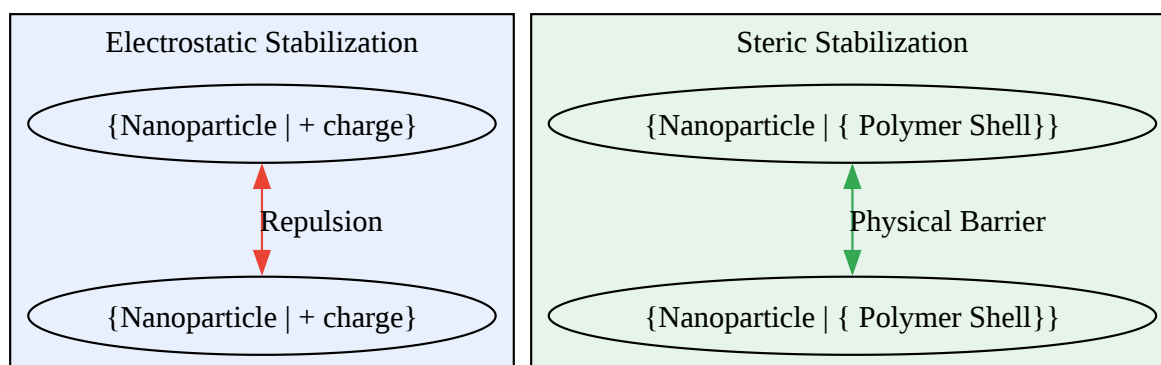 Electrostatic Stabilization
{Nanoparticle | + charge}
Repulsion
{Nanoparticle | + charge}
Steric Stabilization
{Nanoparticle | { Polymer Shell}}
Physical Barrier
{Nanoparticle | { Polymer Shell}}